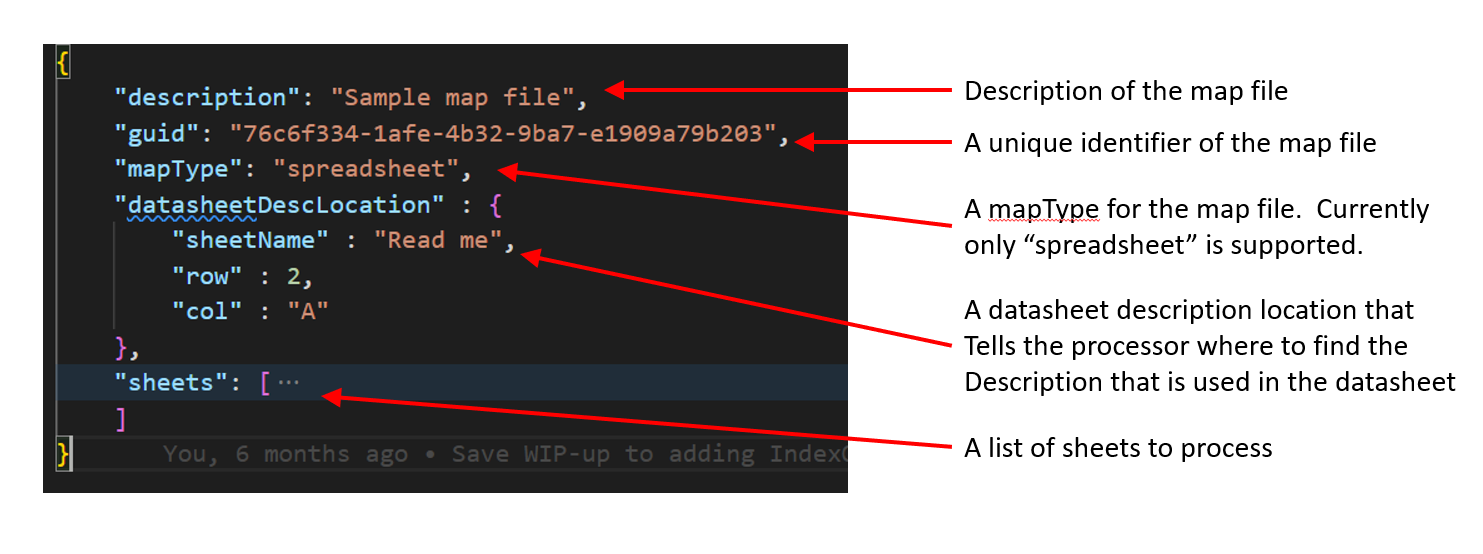 {
"description": "Sample map file",
"guid": "76c6f334-1afe-4b32-9ba7-e1909a79b203",
"mapType": "spreadsheet",
"datasheetDescLocation" : {
"sheetName" : "Read me",
"row" : 2,
"col" : "A"
},
"sheets": [ ···
]
}
You, 6 months ago • Save WIP-up to adding
Description of the map file
A unique identifier of the map file
A mapType for the map file. Currently
only “spreadsheet” is supported.
A datasheet description location that
Tells the processor where to find the
Description that is used in the datasheet
A list of sheets to process